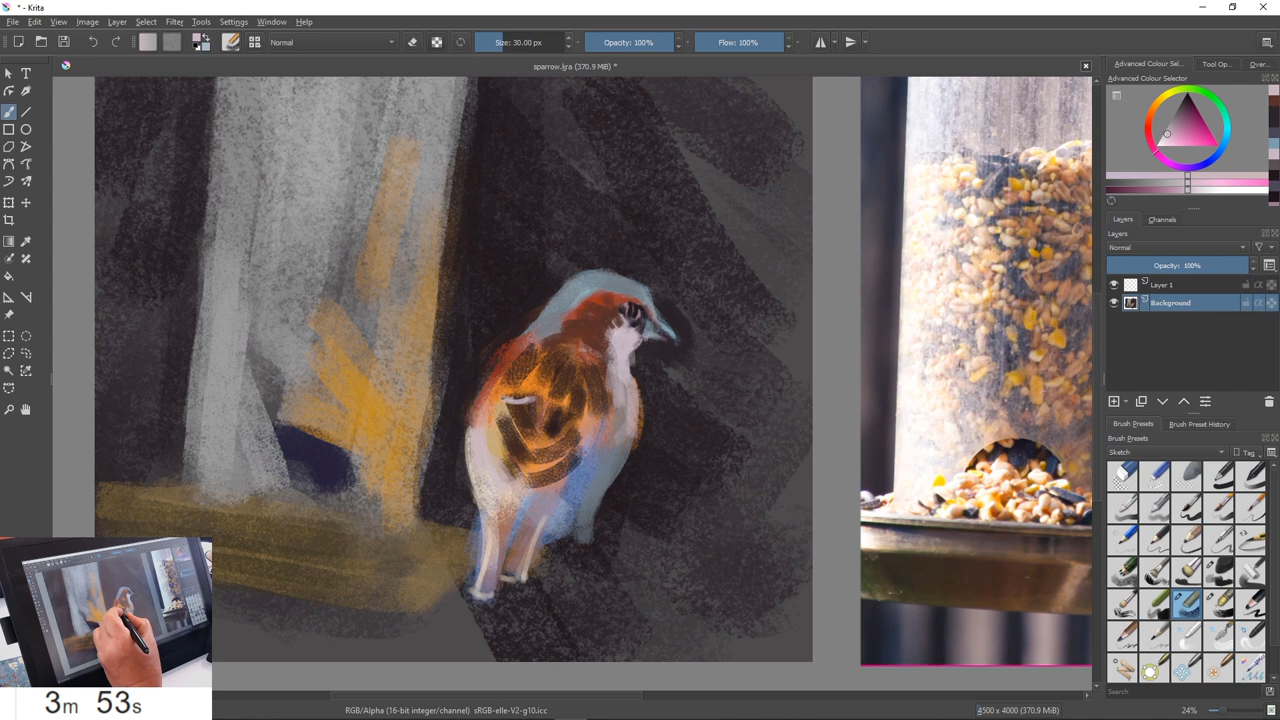 * - Krita
File Edit View Image Layer Select Filter Tools Settings Window Help
Normal Size: 30.00 px Opacity: 100% Flow: 100%
sparrow.kra (370.9 MiB) *
Advanced Colour Sel... Tool Op... Over...
Advanced Colour Selector
Layers Channels
Layers
Normal
Opacity: 100%
Layer 1
Background
Brush Presets Brush Preset History
Brush Presets
Sketch Tag
Search
3m 53s
RGB/Alpha (16-bit integer/channel) sRGB-elle-V2-g10.icc 4500 x 4000 (370.9 MiB) 24%